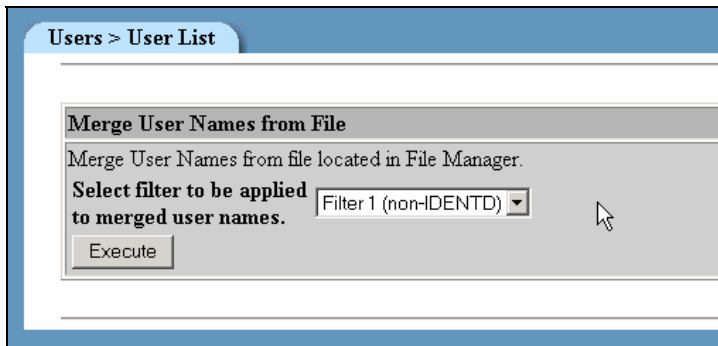 Users > User List
Merge User Names from File
Merge User Names from file located in File Manager.
Select filter to be applied
to merged user names.
Filter 1 (non-IDENTD)
Execute